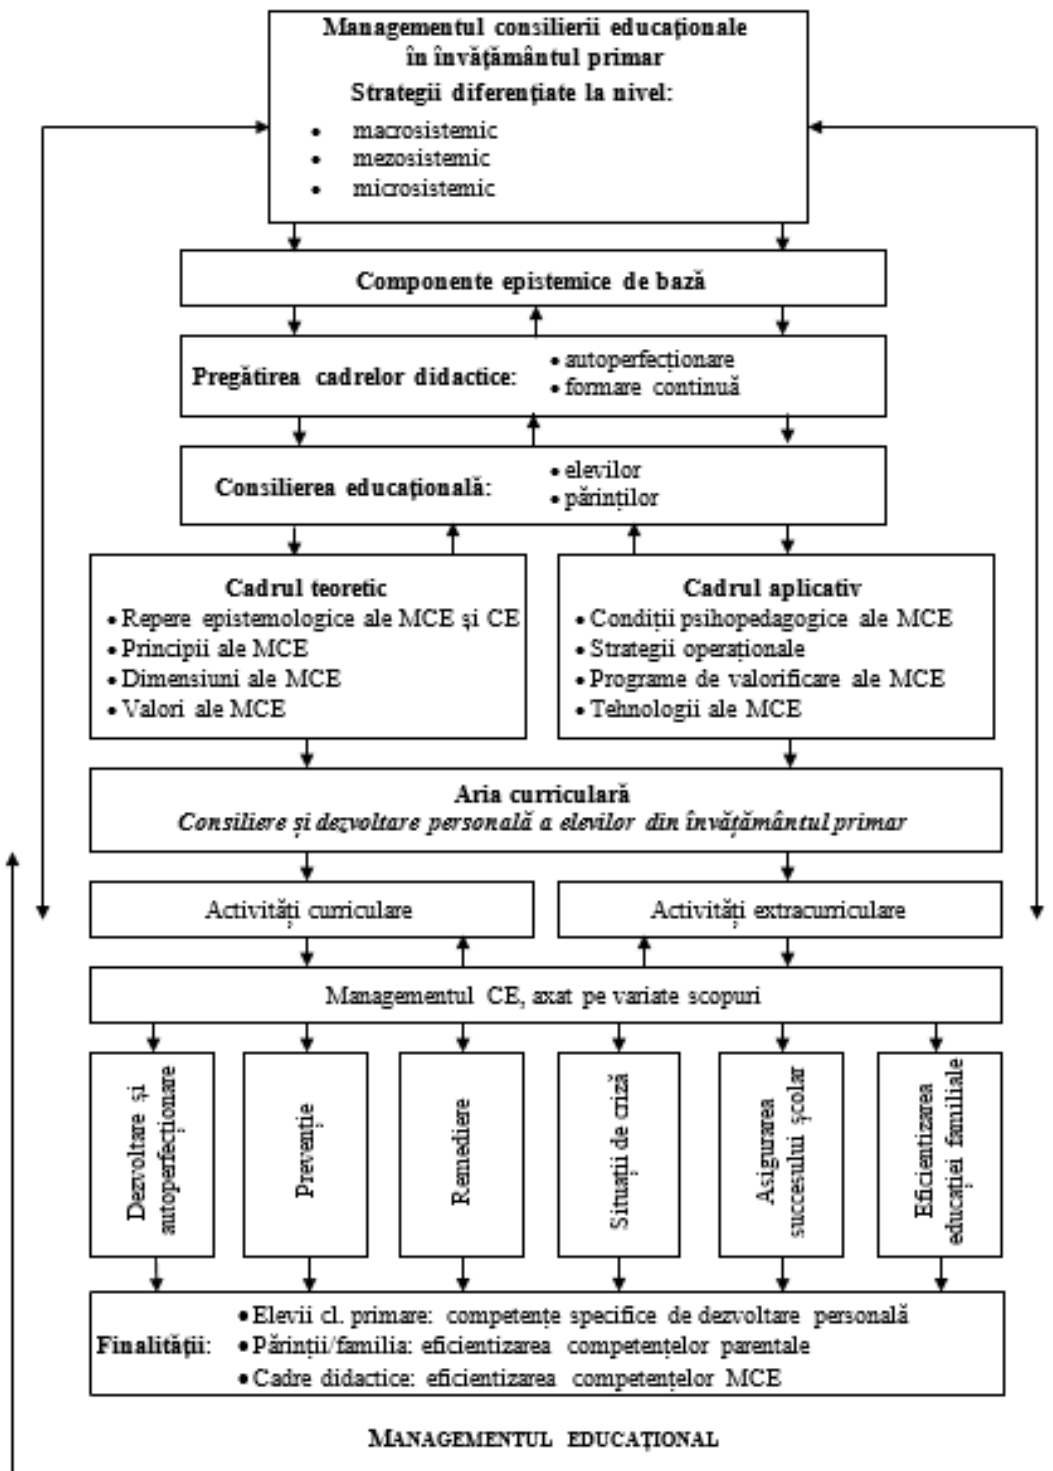 Managementul consilierii educaționale
în învățământul primar
Strategii diferențiate la nivel:
• macrosistemic
• mezosistemic
• microsistemic
Componente epistemice de bază
Pregătirea cadrelor didactice:
• autoperfecționare
• formare continuă
Consilierea educațională:
• elevilor
• părinților
Cadrul teoretic
• Repere epistemologice ale MCE și CE
• Principii ale MCE
• Dimensiuni ale MCE
• Valori ale MCE
Cadrul aplicativ
• Condiții psihopedagogice ale MCE
• Strategii operaționale
• Programe de valorificare ale MCE
• Tehnologii ale MCE
Aria curriculară
Consiliere și dezvoltare personală a elevilor din învățământul primar
Activități curriculare
Activități extracurriculare
Managementul CE, axat pe variate scopuri
Dezvoltare și
autoperfecționare
Prevenție
Remediere
Situații de criză
Asigurarea
succesului școlar
Eficientizarea
educației familiale
Finalității:
• Elevii cl. primare: competențe specifice de dezvoltare personală
• Părinții/familia: eficientizarea competențelor parentale
• Cadre didactice: eficientizarea competențelor MCE
MANAGEMENTUL EDUCAȚIONAL